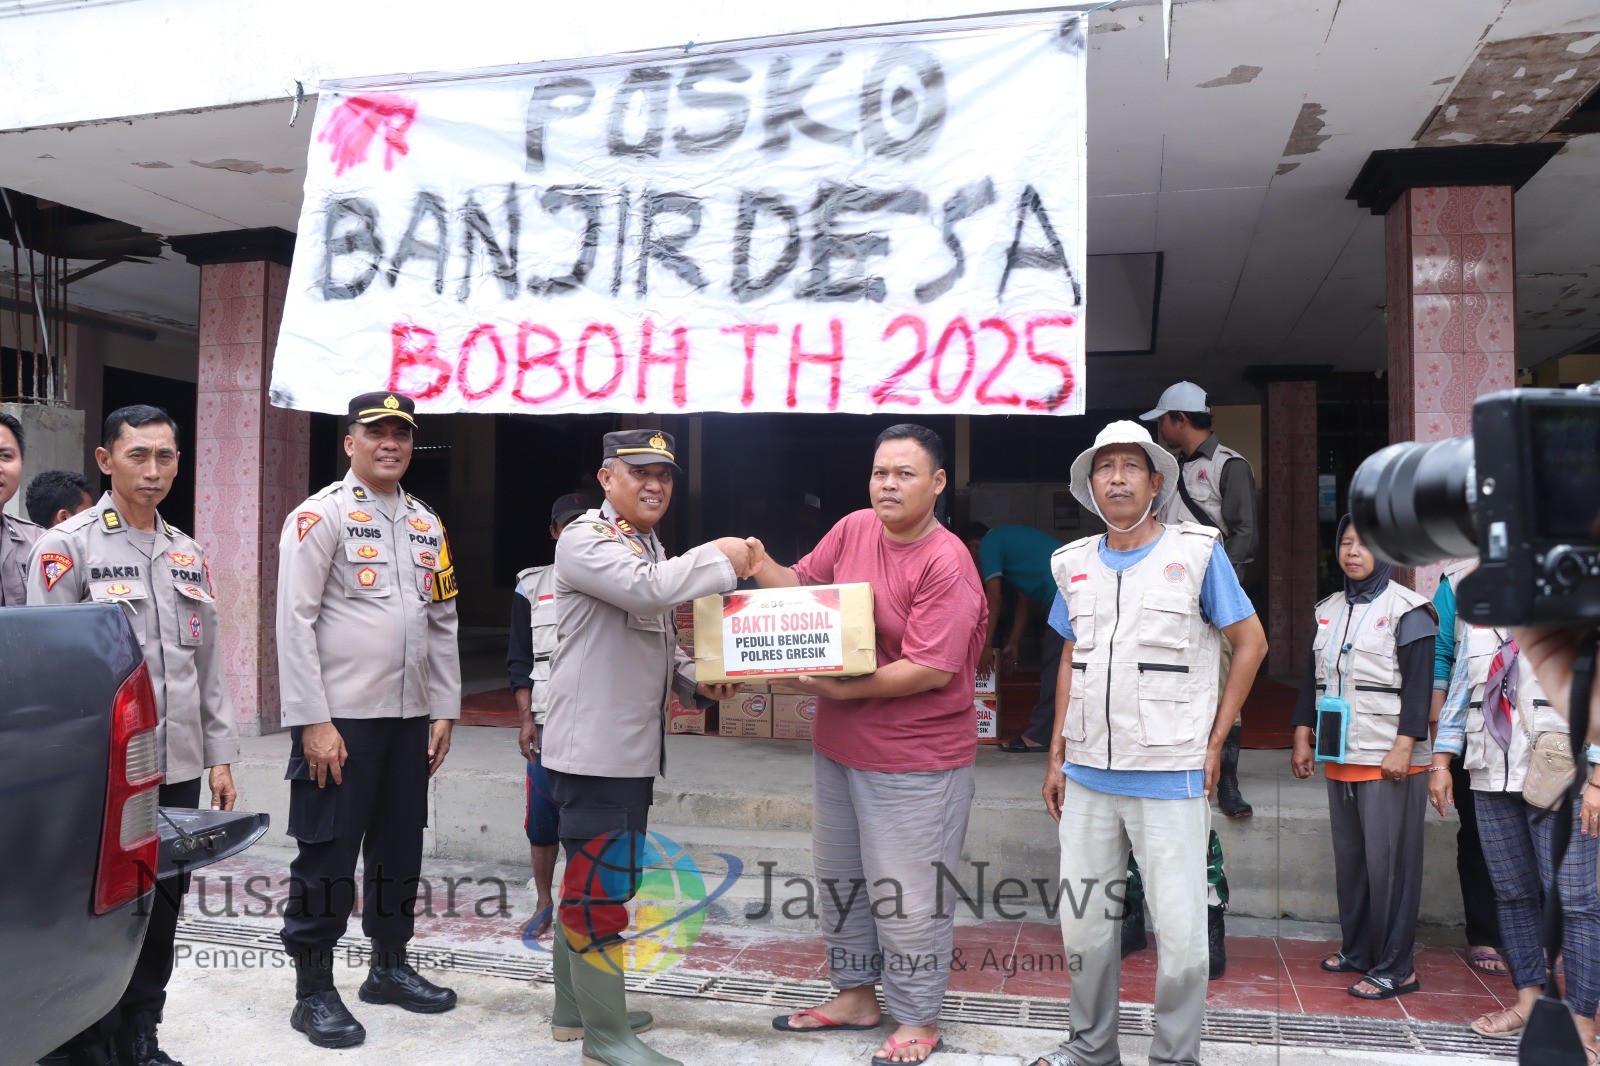 POSKO
BANJIR DESA
BOBOH TH 2025
BAKRI
POLRI
YUSIS
POLRI
BAKTI SOSIAL
PEDULI BENCANA
POLRES GRESIK
Nusantara Jaya News
Pemersatu Bangsa Budaya & Agama